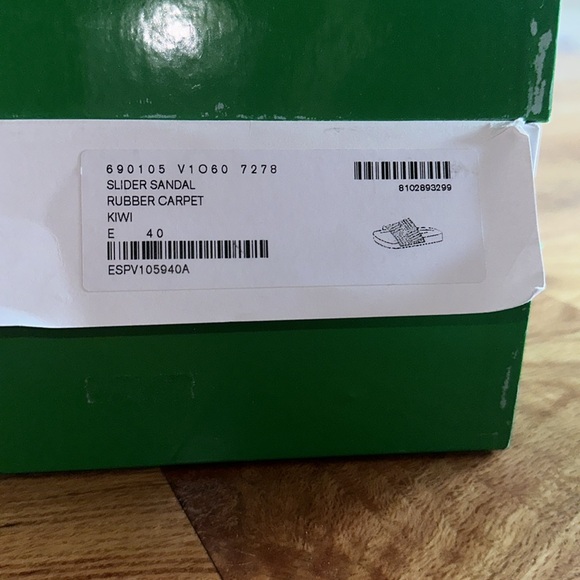 690105 V1O60 7278
SLIDER SANDAL
RUBBER CARPET
KIWI
E 40
ESPV105940A
8102893299